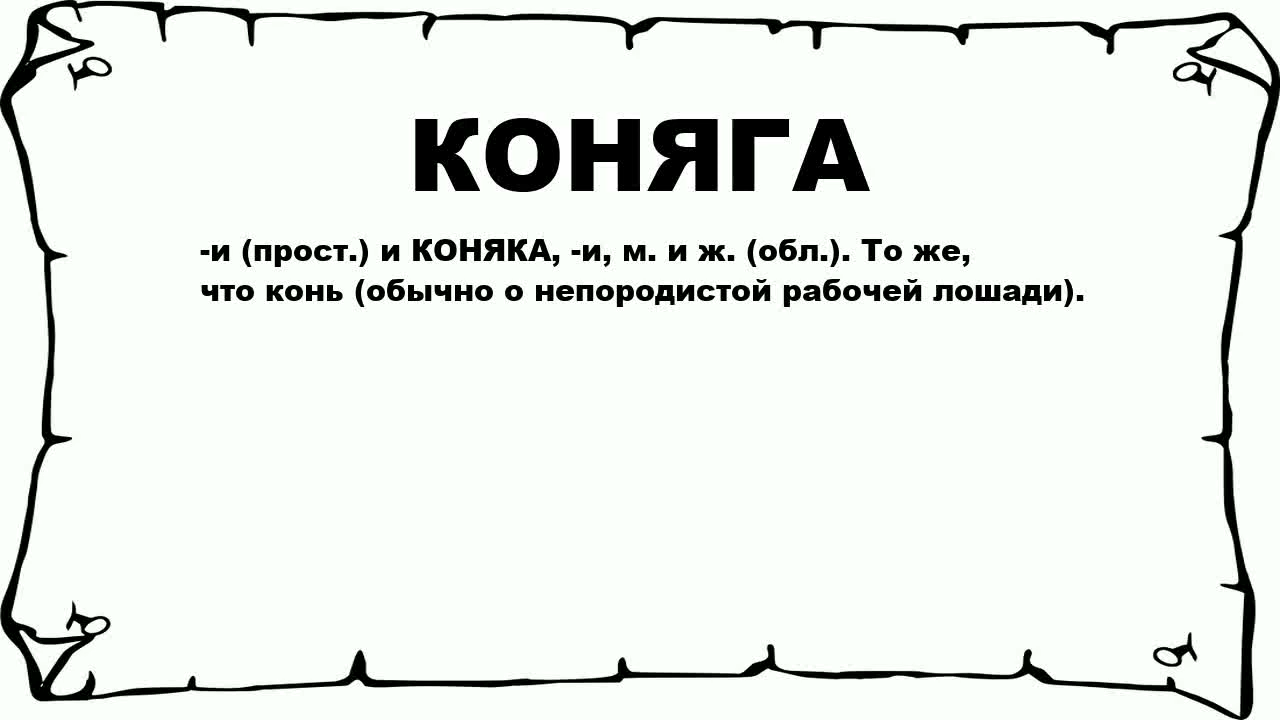 КОНЯГА
-и (прост.) и КОНЯКА, -и, м. и ж. (обл.). То же,
что конь (обычно о непородистой рабочей лошади).